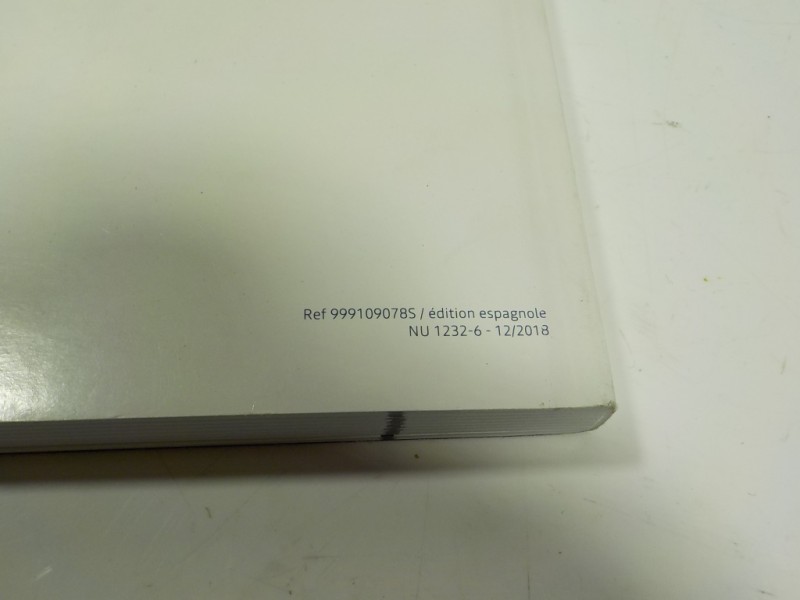 Ref 999109078S / édition espagnole
NU 1232-6 - 12/2018